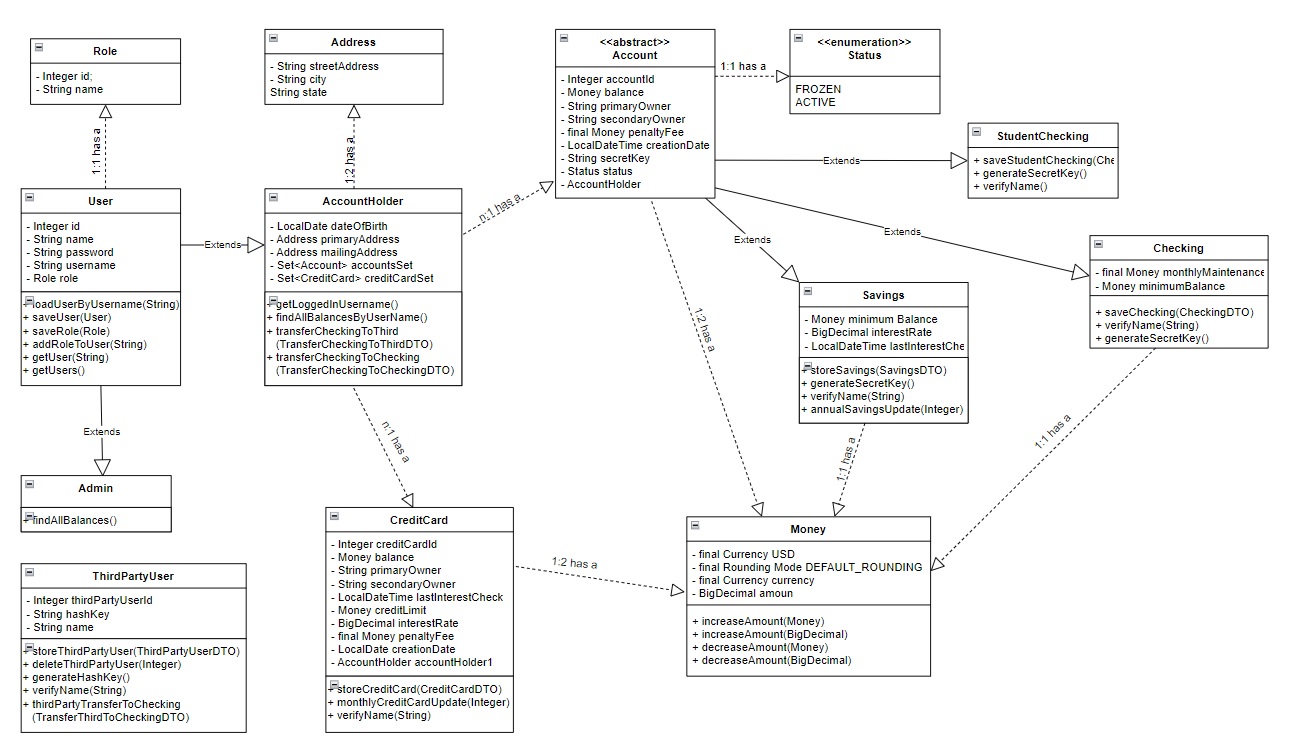 Role
- Integer id;
- String name
1:1 has a
Address
- String streetAddress
- String city
String state
1:2 has a
<<abstract>>
Account
- Integer accountId
- Money balance
- String primaryOwner
- String secondaryOwner
- final Money penaltyFee
- LocalDateTime creationDate
- String secretKey
- Status status
- AccountHolder
1:1 has a
<<enumeration>>
Status
FROZEN
ACTIVE
Extends
StudentChecking
+ saveStudentChecking(Che
+ generateSecretKey()
+ verifyName()
User
- Integer id
- String name
- String password
- String username
- Role role
+ loadUserByUsername(String)
+ saveUser(User)
+ saveRole(Role)
+ addRoleToUser(String)
+ getUser(String)
+ getUsers()
Extends
AccountHolder
- LocalDate dateOfBirth
- Address primaryAddress
- Address mailingAddress
- Set<Account> accountsSet
- Set<CreditCard> creditCardSet
+ getLoggedInUsername()
+ findAllBalancesByUserName()
+ transferCheckingToThird
(TransferCheckingToThirdDTO)
+ transferCheckingToChecking
(TransferCheckingToCheckingDTO)
n:1 has a
Extends
Extends
Checking
- final Money monthlyMaintenance
- Money minimumBalance
+ saveChecking(CheckingDTO)
+ verifyName(String)
+ generateSecretKey()
Savings
- Money minimum Balance
- BigDecimal interestRate
- LocalDateTime lastInterestChe
+ storeSavings(SavingsDTO)
+ generateSecretKey()
+ verifyName(String)
+ annualSavingsUpdate(Integer)
1:2 has a
1:1 has a
1:1 has a
Extends
Admin
+ findAllBalances()
n:1 has a
CreditCard
- Integer creditCardId
- Money balance
- String primaryOwner
- String secondaryOwner
- LocalDateTime lastInterestCheck
- Money creditLimit
- BigDecimal interestRate
- final Money penaltyFee
- LocalDate creationDate
- AccountHolder accountHolder1
+ storeCreditCard(CreditCardDTO)
+ monthlyCreditCardUpdate(Integer)
+ verifyName(String)
1:2 has a
Money
- final Currency USD
- final Rounding Mode DEFAULT_ROUNDING
- final Currency currency
- BigDecimal amoun
+ increaseAmount(Money)
+ increaseAmount(BigDecimal)
+ decreaseAmount(Money)
+ decreaseAmount(BigDecimal)
ThirdPartyUser
- Integer thirdPartyUserId
- String hashKey
- String name
+ storeThirdPartyUser(ThirdPartyUserDTO)
+ deleteThirdPartyUser(Integer)
+ generateHashKey()
+ verifyName(String)
+ thirdPartyTransferToChecking
(TransferThirdToCheckingDTO)